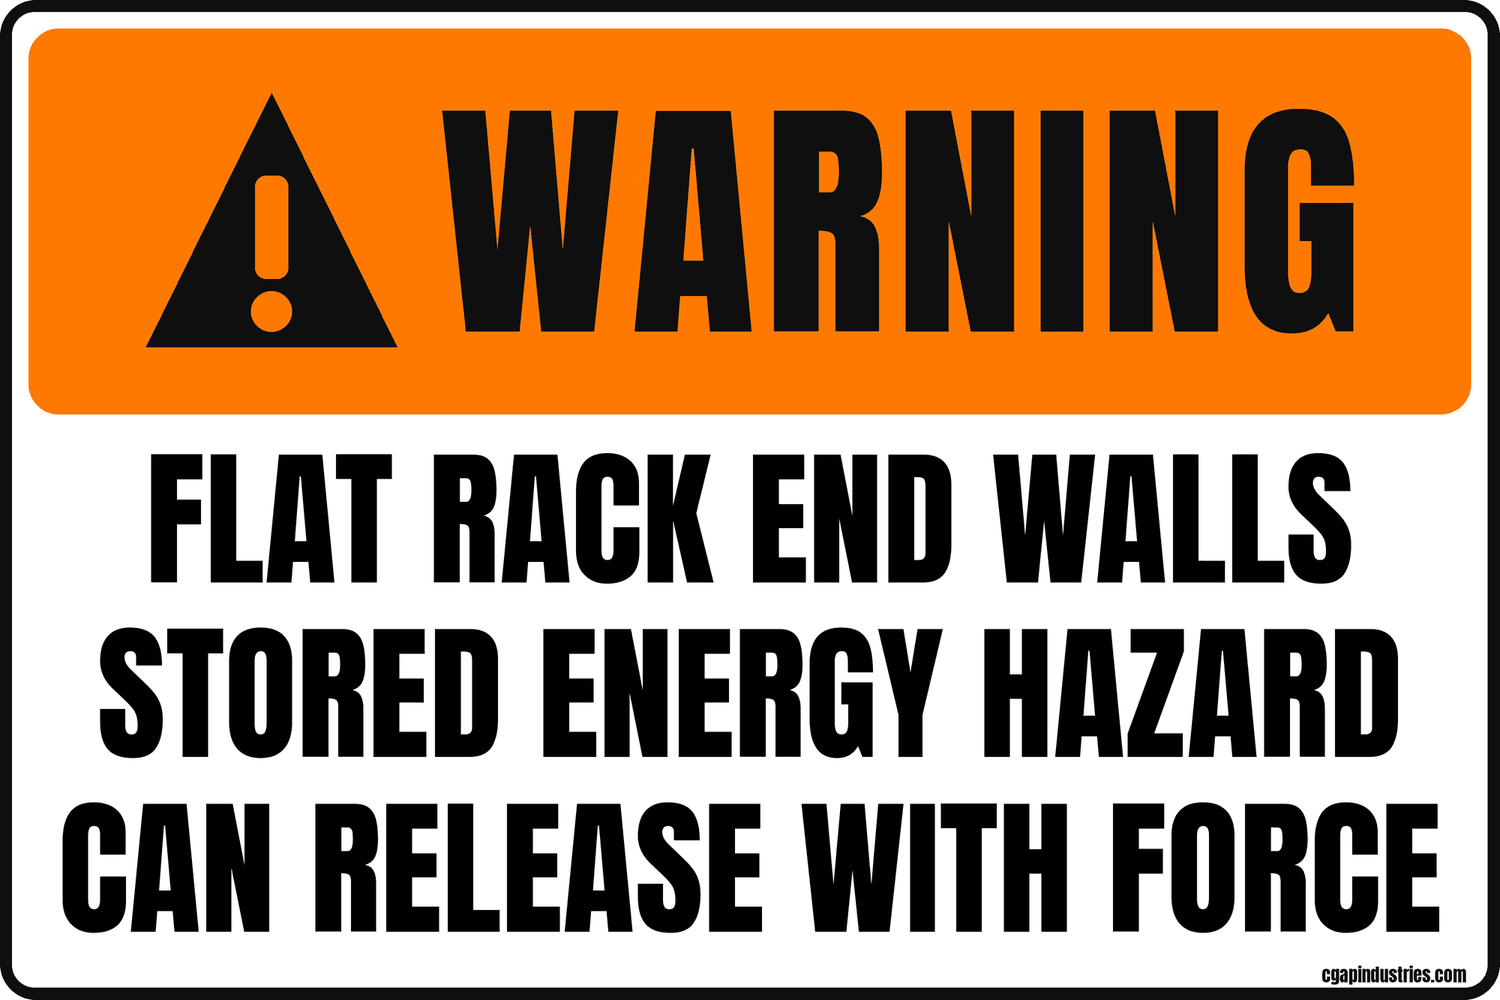 WARNING
FLAT RACK END WALLS
STORED ENERGY HAZARD
CAN RELEASE WITH FORCE
cgapindustries.com